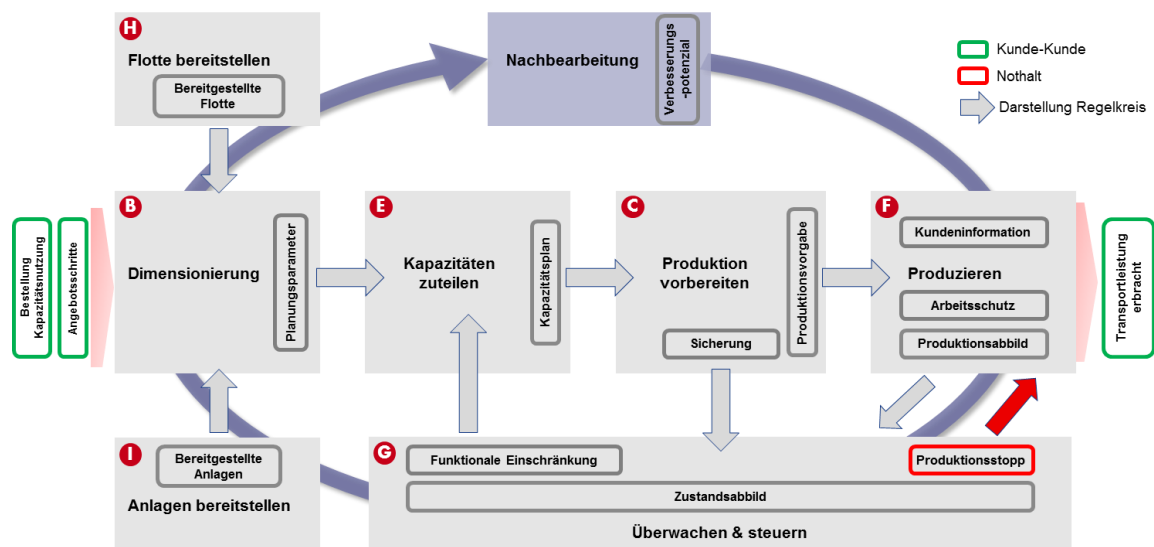 H
Flotte bereitstellen
Bereitgestellte
Flotte
Nachbearbeitung
Verbesserungs
-potenzial
Kunde-Kunde
Nothalt
Darstellung Regelkreis
Bestellung
Kapazitätsnutzung
Angebotsschritte
B
Dimensionierung
Planungsparameter
E
Kapazitäten
zuteilen
Kapazitätsplan
C
Produktion
vorbereiten
Produktionsvorgabe
Sicherung
F
Kundeninformation
Produzieren
Arbeitsschutz
Produktionsabbild
Transportleistung
erbracht
I
Bereitgestellte
Anlagen
Anlagen bereitstellen
G
Funktionale Einschränkung
Produktionsstopp
Zustandsabbild
Überwachen & steuern